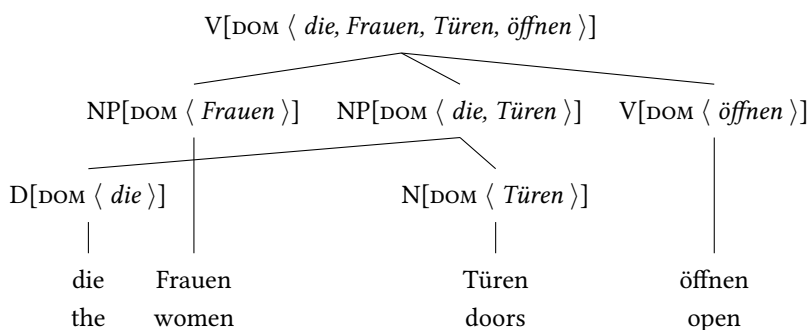 V[DOM ⟨ die, Frauen, Türen, öffnen ⟩]
NP[DOM ⟨ Frauen ⟩] NP[DOM ⟨ die, Türen ⟩] V[DOM ⟨ öffnen ⟩]
D[DOM ⟨ die ⟩] N[DOM ⟨ Türen ⟩]
die Frauen Türen öffnen
the women doors open